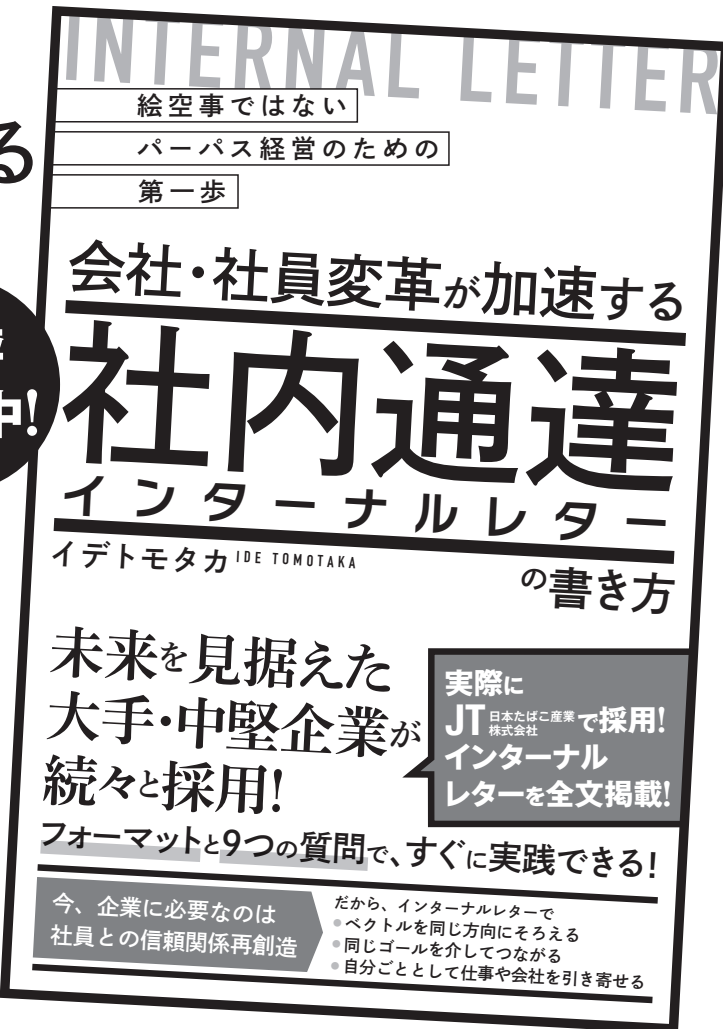 INTERNAL LETTER
絵空事ではない
パーパス経営のための
第一歩
る
会社・社員変革が加速する
中!
社内通達
インターナルレター
イデトモタカ IDE TOMOTAKA
の書き方
未来を見据えた
大手・中堅企業が
続々と採用!
実際に
JT日本たばこ産業株式会社で採用!
インターナル
レターを全文掲載!
フォーマットと9つの質問で、すぐに実践できる!
今、企業に必要なのは
社員との信頼関係再創造
だから、インターナルレターで
●ベクトルを同じ方向にそろえる
●同じゴールを介してつながる
●自分ごととして仕事や会社を引き寄せる